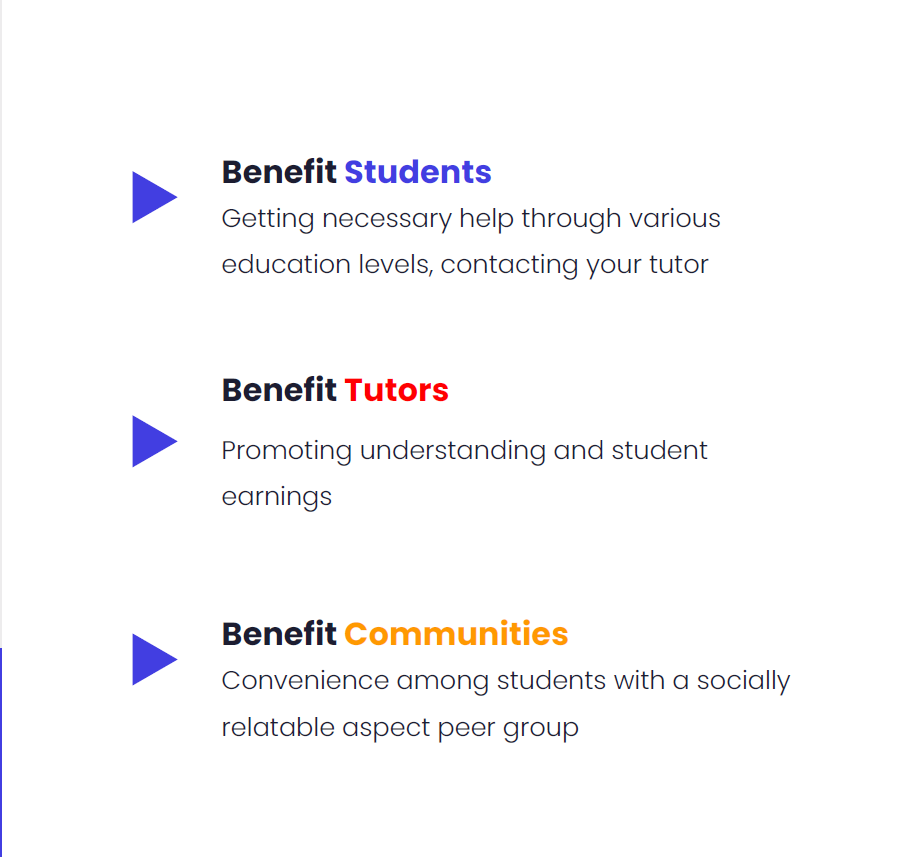 Benefit Students
Getting necessary help through various
education levels, contacting your tutor
Benefit Tutors
Promoting understanding and student
earnings
Benefit Communities
Convenience among students with a socially
relatable aspect peer group